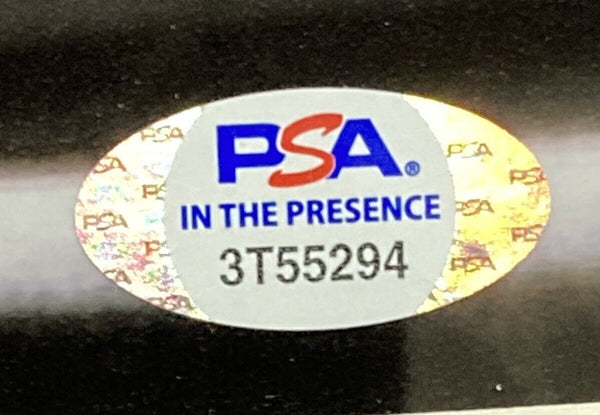 PSA®
IN THE PRESENCE
3T55294